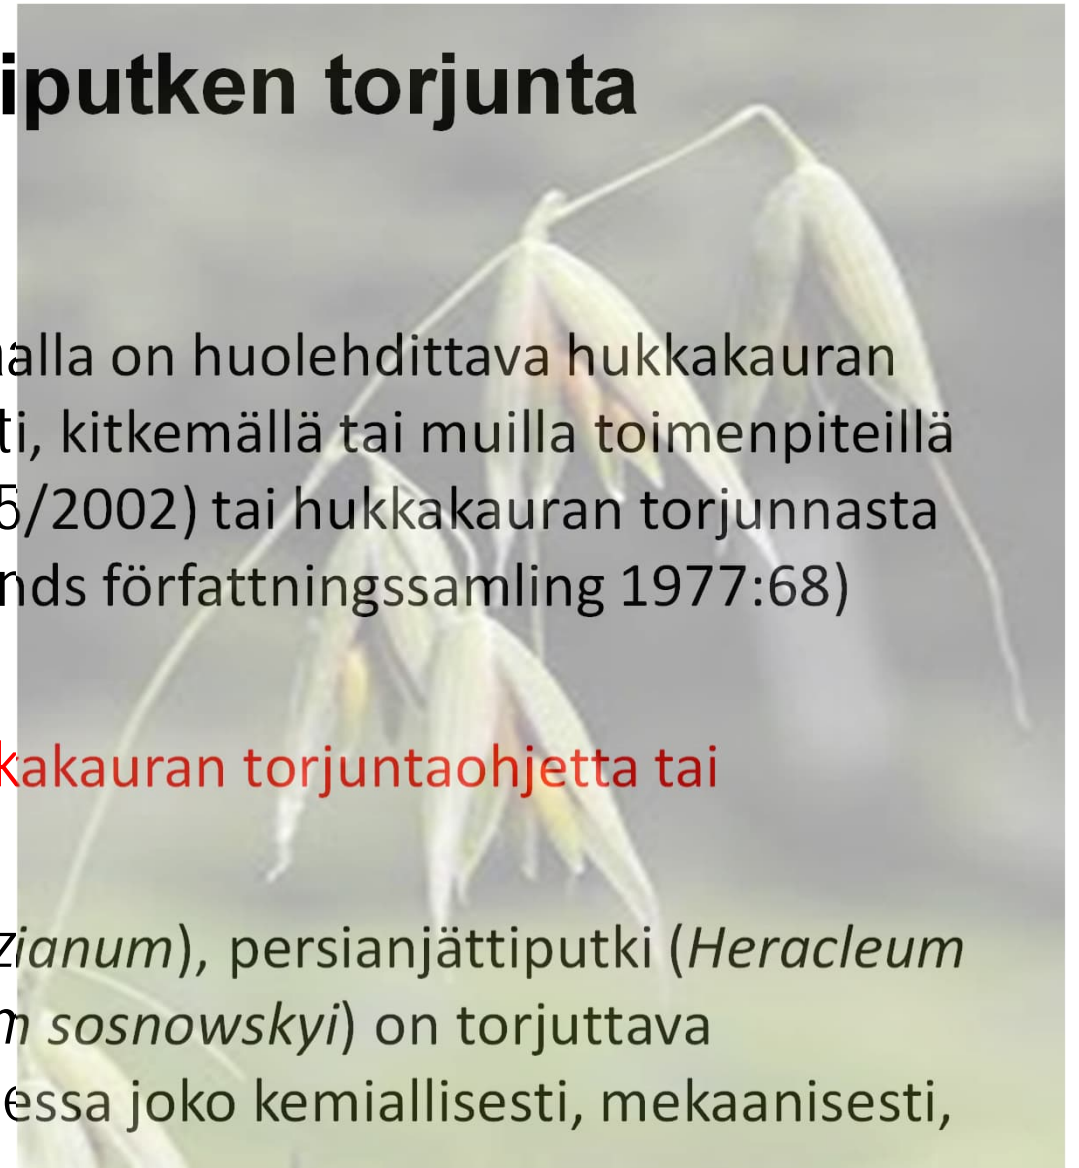 iputken torjunta
alla on huolehdittava hukkakauran
ti, kitkemällä tai muilla toimenpiteillä
5/2002) tai hukkakauran torjunnasta
nds författningssamling 1977:68)
kakauran torjuntaohjetta tai
zianum), persianjättiputki (Heracleum
m sosnowskyi) on torjuttava
essa joko kemiallisesti, mekaanisesti,